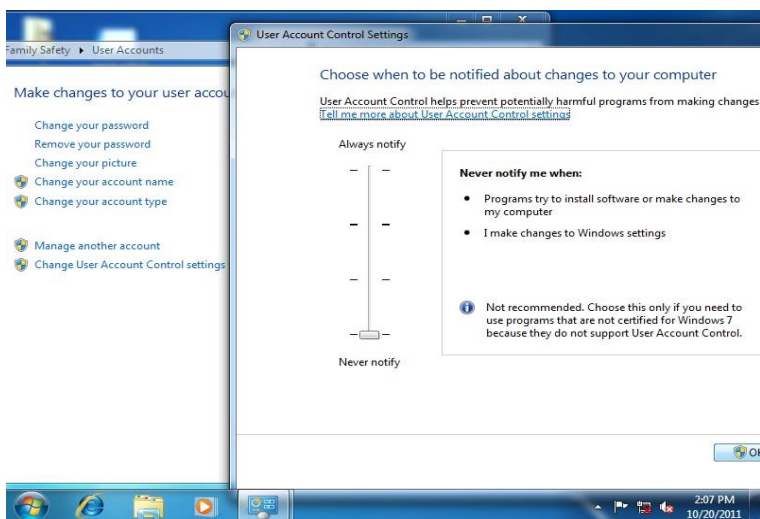 User Account Control Settings
Family Safety ▸ User Accounts
Make changes to your user accou
Change your password
Remove your password
Change your picture
Change your account name
Change your account type
Manage another account
Change User Account Control settings
Choose when to be notified about changes to your computer
User Account Control helps prevent potentially harmful programs from making changes
Tell me more about User Account Control settings
Always notify
Never notify me when:
• Programs try to install software or make changes to
my computer
• I make changes to Windows settings
Not recommended. Choose this only if you need to
use programs that are not certified for Windows 7
because they do not support User Account Control.
Never notify
OK
2:07 PM
10/20/2011